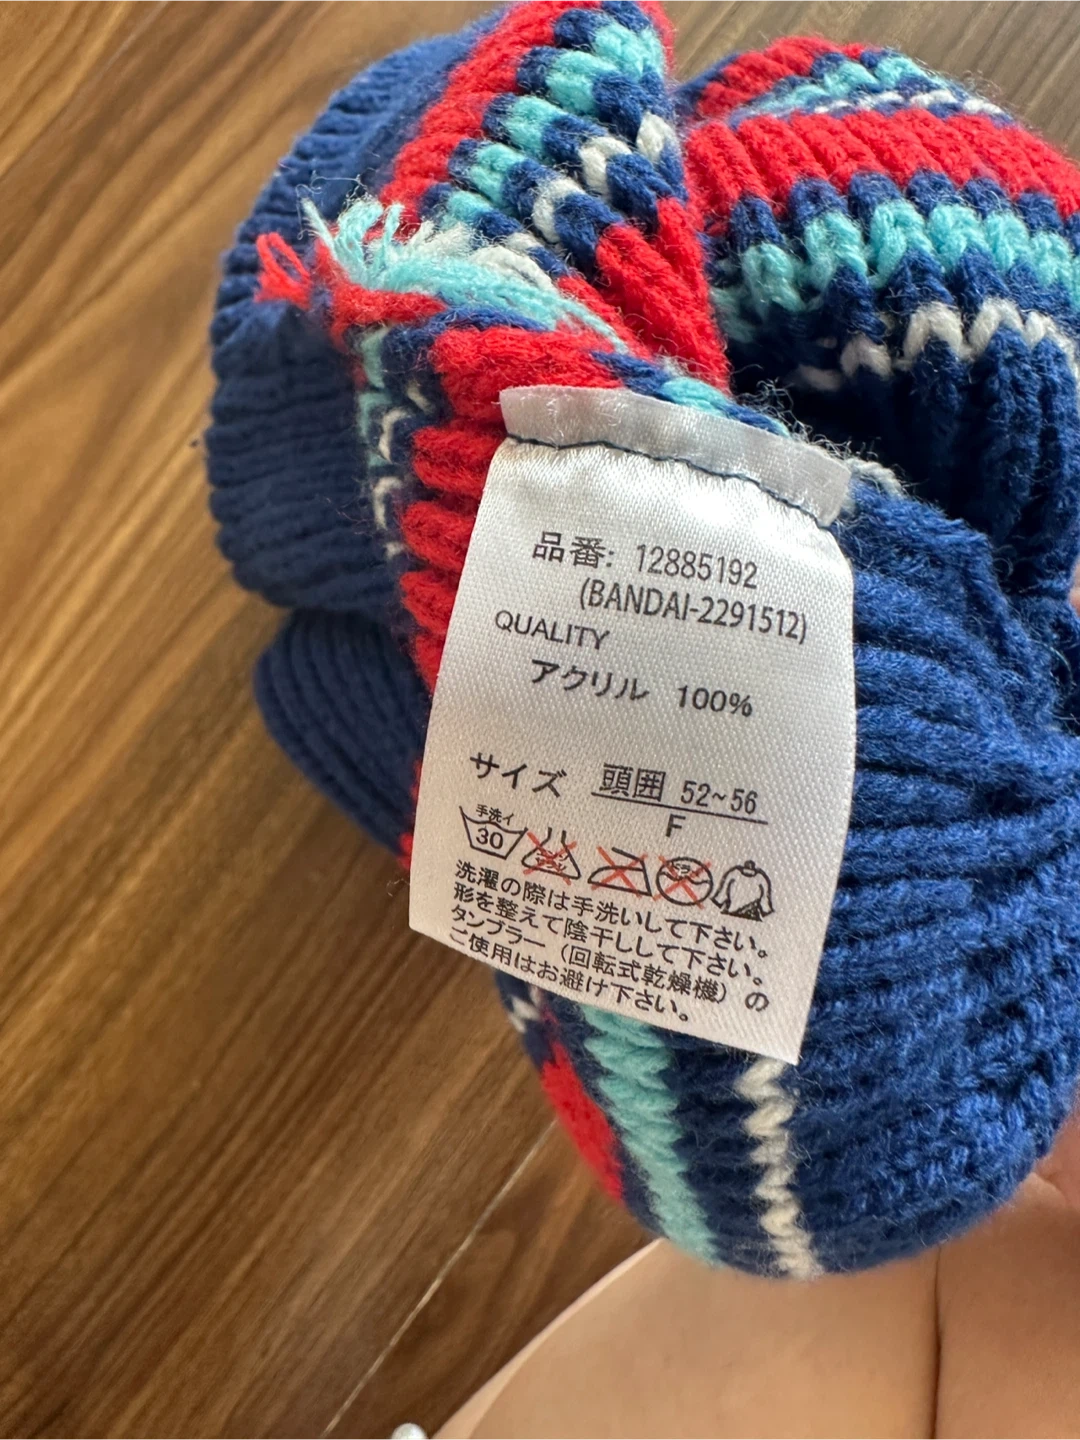 品番: 12885192
(BANDAI-2291512)
QUALITY
アクリル 100%
サイズ 頭囲 52~56
F
手洗イ
30
洗濯の際は手洗いして下さい。
形を整えて陰干しして下さい。
タンブラー（回転式乾燥機）の
ご使用はお避け下さい。